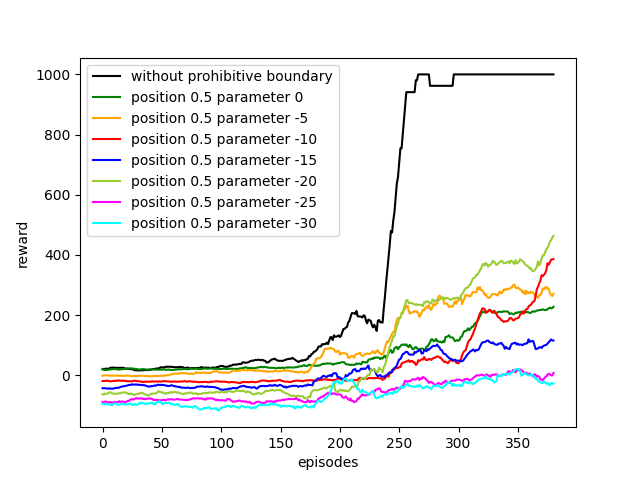 1000
800
600
400
200
0
reward
without prohibitive boundary
position 0.5 parameter 0
position 0.5 parameter -5
position 0.5 parameter -10
position 0.5 parameter -15
position 0.5 parameter -20
position 0.5 parameter -25
position 0.5 parameter -30
0 50 100 150 200 250 300 350
episodes